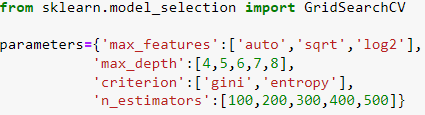 from sklearn.model_selection import GridSearchCV
parameters={'max_features':['auto','sqrt','log2'],
'max_depth':[4,5,6,7,8],
'criterion':['gini','entropy'],
'n_estimators':[100,200,300,400,500]}